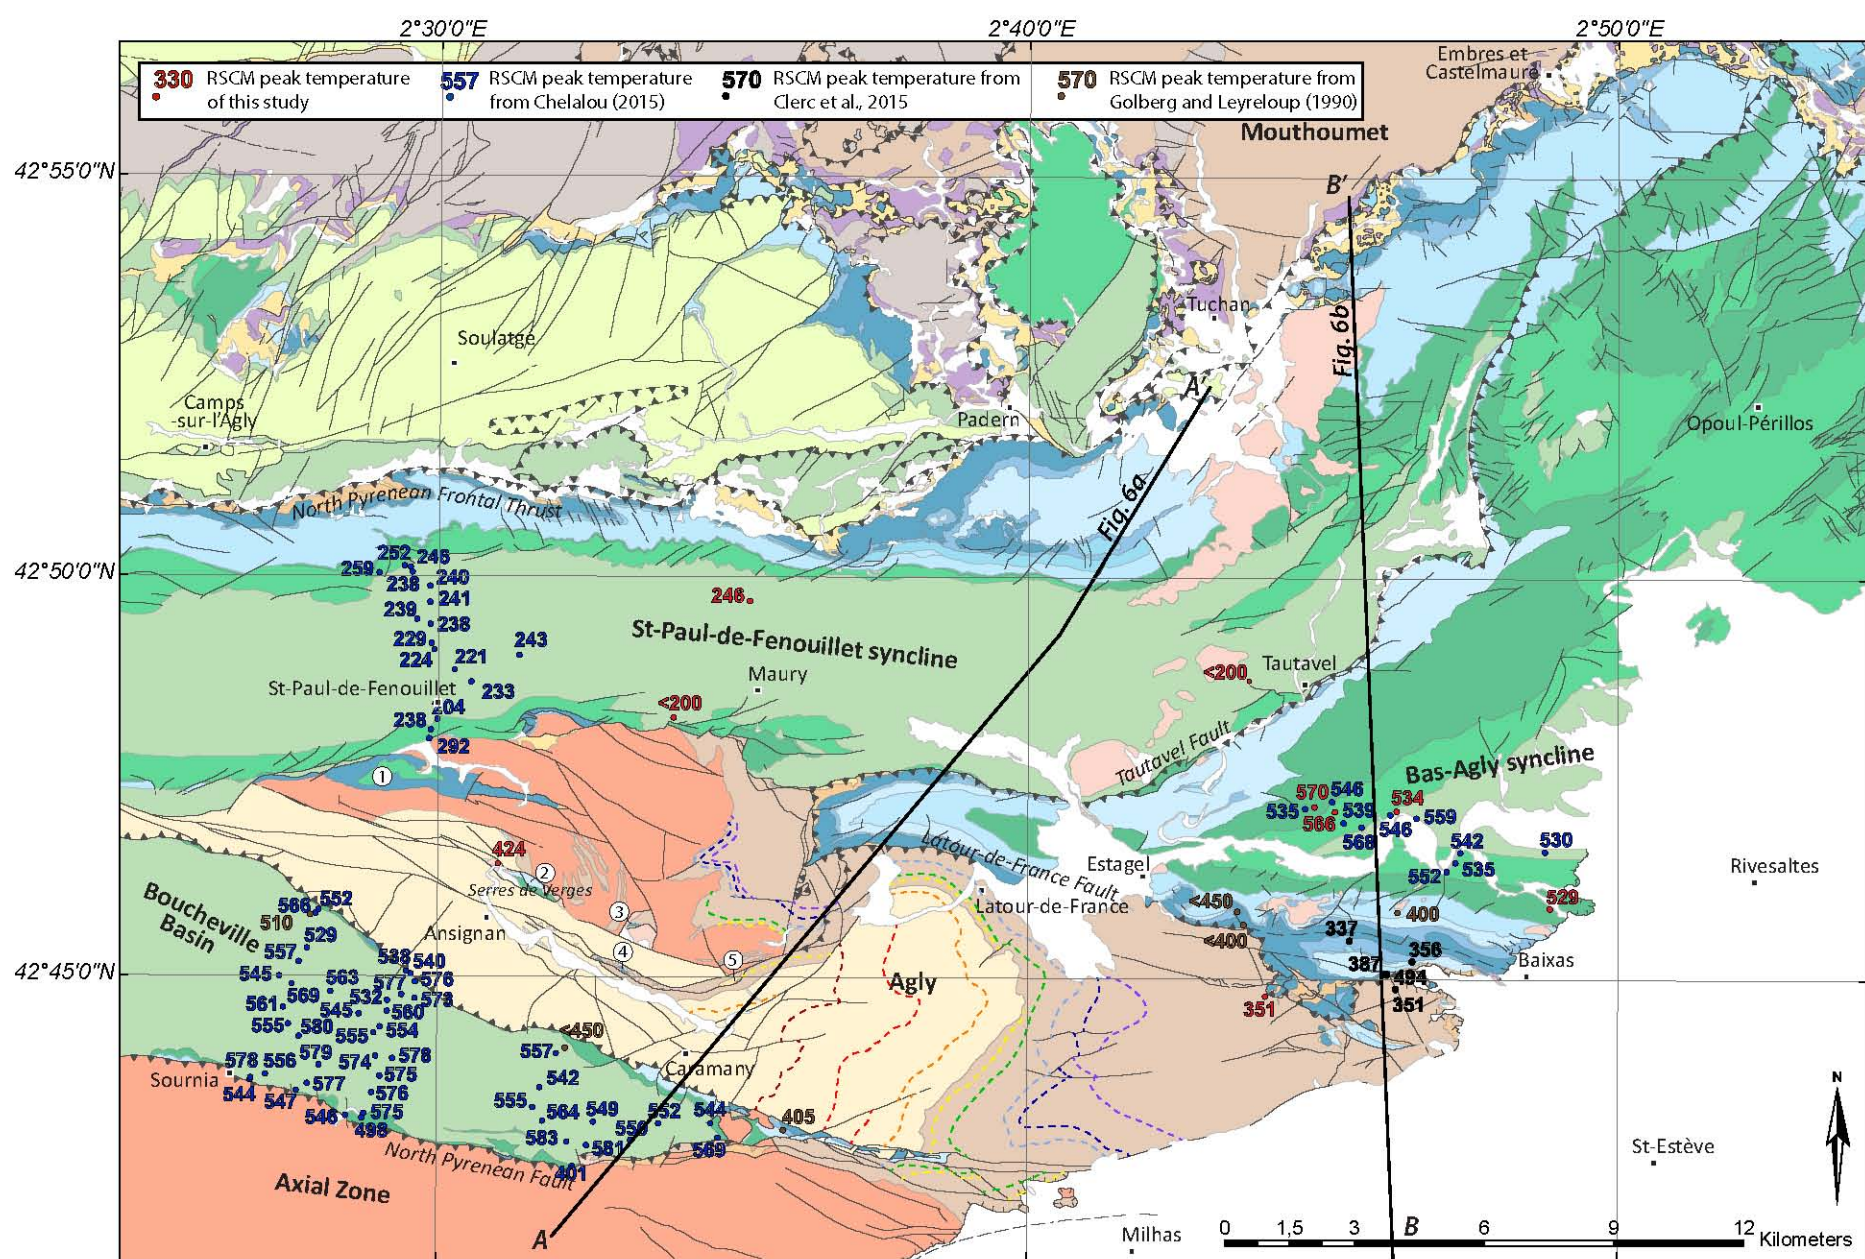 2°30'0"E
2°40'0"E
2°50'0"E
330 RSCM peak temperature
of this study
557 RSCM peak temperature
from Chelalou (2015)
570 RSCM peak temperature from
Clerc et al., 2015
570 RSCM peak temperature from
Golberg and Leyreloup (1990)
Embres et
Castelmaure
Mouthoumet
42°55'0"N
B'
Tuchan
Soulatgé
Fig. 6b
A'
Camps
-sur-l'Agly
Padern
Opoul-Périllos
North Pyrenean Frontal Thrust
Fig. 6a
42°50'0"N
252
246
259
238
240
241
239
238
229
224
221
243
233
246
St-Paul-de-Fenouillet syncline
Maury
<200
Tautavel
St-Paul-de-Fenouillet
<200
204
238
292
Tautavel Fault
Bas-Agly syncline
1
570
546
535
566
539
534
559
546
568
542
530
552
535
529
Rivesaltes
424
2
Serres de Verges
3
4
5
Latour-de-France Fault
Estagel
Latour-de-France
<450
<400
400
337
356
387
494
351
351
Baixas
Boucheville
Basin
566
552
510
529
557
Ansignan
538
540
545
563
577
576
569
532
573
561
545
560
555
580
555
554
578
556
579
574
578
575
577
576
544
547
546
575
498
Sournia
Agly
42°45'0"N
<450
557
542
Caramany
555
564
549
552
544
550
583
581
569
401
405
North Pyrenean Fault
Axial Zone
A
B
St-Estève
Milhas
N
0 1,5 3 6 9 12 Kilometers